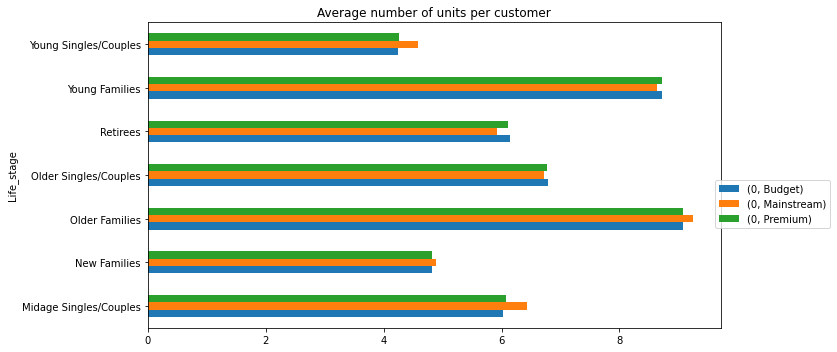 Average number of units per customer
Young Singles/Couples
Young Families
Retirees
Older Singles/Couples
Older Families
New Families
Midage Singles/Couples
Life_stage
(0, Budget)
(0, Mainstream)
(0, Premium)
0 2 4 6 8